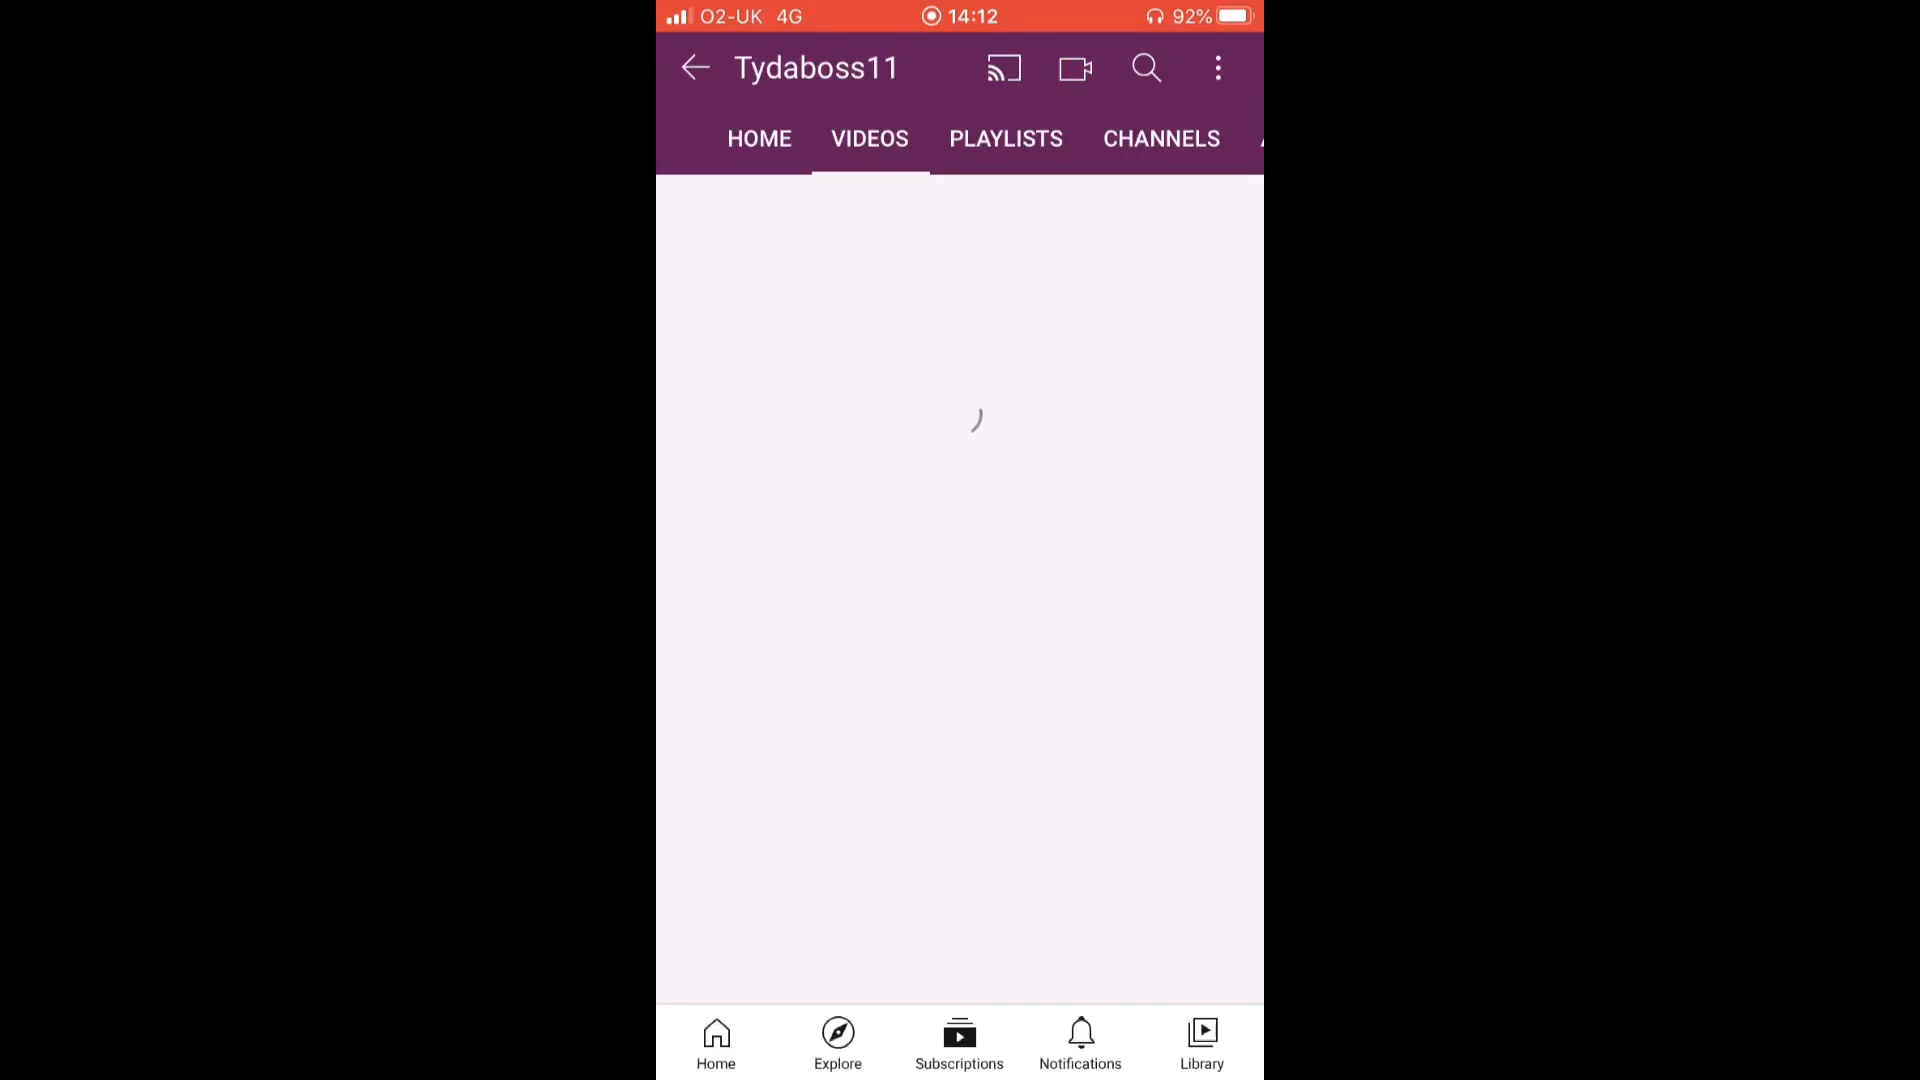 O2-UK 4G 14:12 92%
Tydaboss11
HOME VIDEOS PLAYLISTS CHANNELS
Home Explore Subscriptions Notifications Library